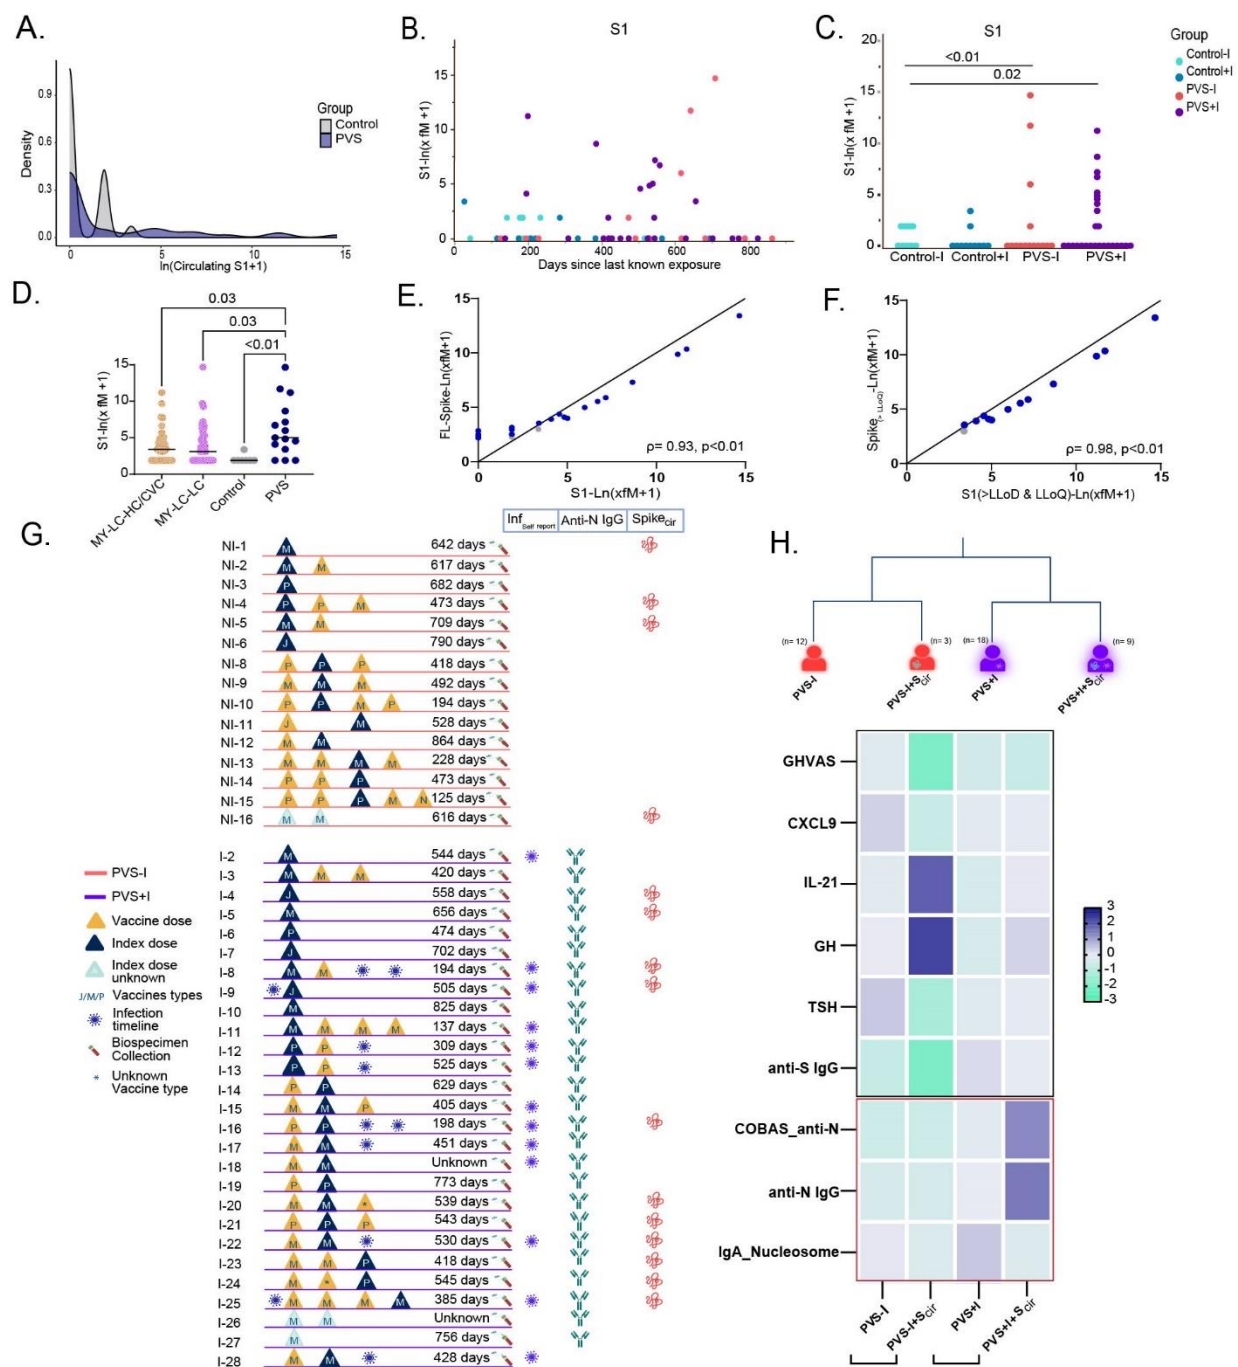 A.
Density
0.9
0.6
0.3
0.0
0 5 10 15
ln(Circulating S1+1)
Group
Control
PVS
B.
S1
S1-ln(x fM +1)
15
10
5
0
0 200 400 600 800
Days since last known exposure
C.
S1
S1-ln(x fM +1)
20
15
10
5
0
<0.01
0.02
Control-I Control+I PVS-I PVS+I
Group
Control-I
Control+I
PVS-I
PVS+I
D.
0.03
0.03
<0.01
S1-ln(x fM +1)
15
10
5
0
MY-LC-HC/CVC
MY-LC-LC
Control
PVS
E.
FL-Spike-Ln(xfM+1)
15
10
5
0
0 5 10 15
ρ= 0.93, p<0.01
S1-Ln(xfM+1)
F.
Spike(> LLoQ)-Ln(xfM+1)
15
10
5
0
0 5 10 15
ρ= 0.98, p<0.01
S1(>LLoD & LLoQ)-Ln(xfM+1)
G.
Inf Self report Anti-N IgG Spikecir
NI-1 M 642 days
NI-2 M M 617 days
NI-3 P 682 days
NI-4 P P M 473 days
NI-5 M M 709 days
NI-6 J 790 days
NI-8 P P P 418 days
NI-9 M M M 492 days
NI-10 P P M P 194 days
NI-11 J M 528 days
NI-12 M M 864 days
NI-13 M M M M 228 days
NI-14 P P P 473 days
NI-15 P P P M N 125 days
NI-16 M M 616 days
I-2 M 544 days
I-3 M M M 420 days
I-4 J 558 days
I-5 M 656 days
I-6 P 474 days
I-7 J 702 days
I-8 M M 194 days
I-9 J 505 days
I-10 M 825 days
I-11 M M M M 137 days
I-12 P P 309 days
I-13 P P 525 days
I-14 P P 629 days
I-15 M M P 405 days
I-16 P P 198 days
I-17 M M 451 days
I-18 M M Unknown
I-19 P P 773 days
I-20 M M * 539 days
I-21 P P P 543 days
I-22 M M 530 days
I-23 M M P 418 days
I-24 M * P 545 days
I-25 M M M M 385 days
I-26 M M Unknown
I-27 M 756 days
I-28 M M 428 days
PVS-I
PVS+I
Vaccine dose
Index dose
Index dose
unknown
J/M/P Vaccines types
Infection
timeline
Biospecimen
Collection
* Unknown
Vaccine type
H.
(n= 12) (n= 3) (n= 18) (n= 9)
PVS-I
PVS-I+Scir
PVS+I
PVS+I+Scir
GHVAS
CXCL9
IL-21
GH
TSH
anti-S IgG
COBAS_anti-N
anti-N IgG
IgA_Nucleosome
3
2
1
0
-1
-2
-3
PVS-I
PVS-I+Scir
PVS+I
PVS+I+Scir